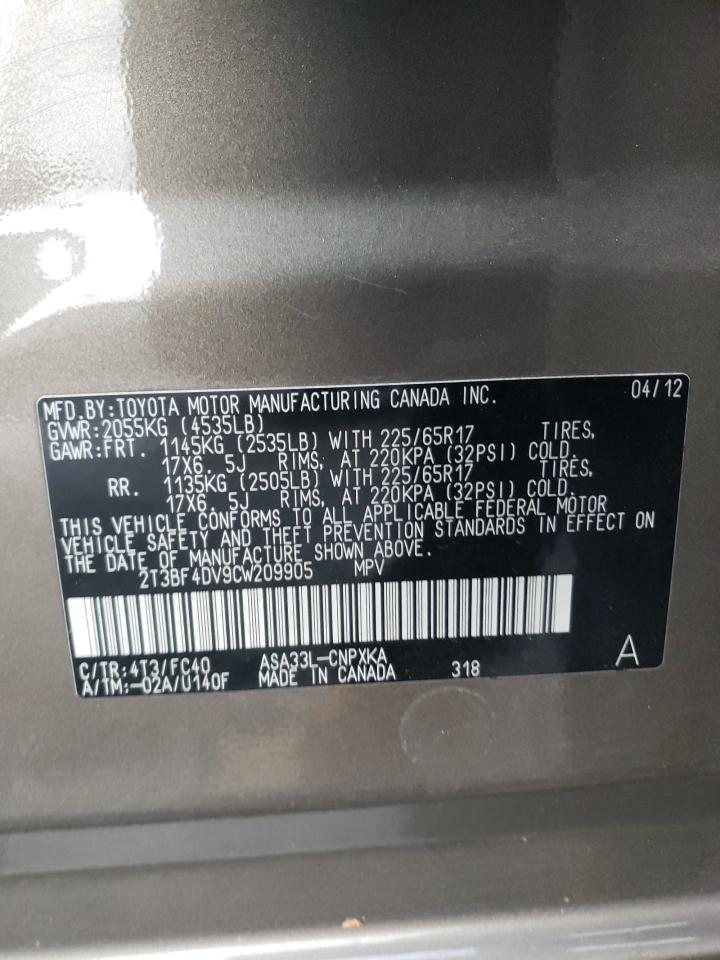 MFD.BY:TOYOTA MOTOR MANUFACTURING CANADA INC. 04/12
GVWR:2055KG (4535LB)
GAWR:FRT. 1145KG (2535LB) WITH 225/65R17 TIRES,
17X6.5J RIMS, AT 220KPA (32PSI) COLD.
RR. 1135KG (2505LB) WITH 225/65R17 TIRES,
17X6.5J RIMS, AT 220KPA (32PSI) COLD.
THIS VEHICLE CONFORMS TO ALL APPLICABLE FEDERAL MOTOR
VEHICLE SAFETY AND THEFT PREVENTION STANDARDS IN EFFECT ON
THE DATE OF MANUFACTURE SHOWN ABOVE.
2T3BF4DV9CW209905 MPV
C/TR:4T3/FC40 ASA33L-CNPXKA
A/TM:-02A/U140F MADE IN CANADA 318 A